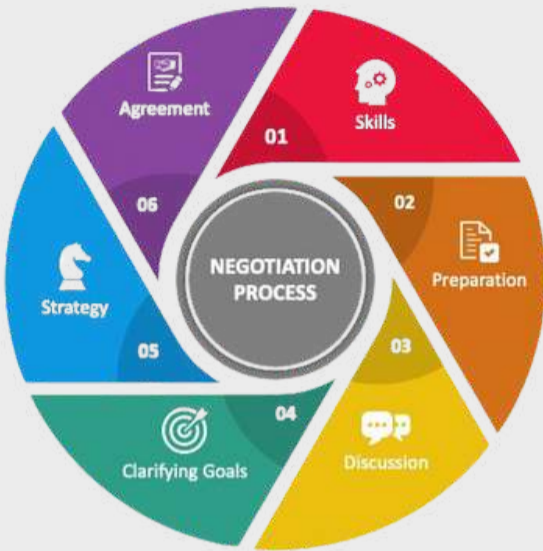 NEGOTIATION
PROCESS
01
Skills
02
Preparation
03
Discussion
04
Clarifying Goals
05
Strategy
06
Agreement